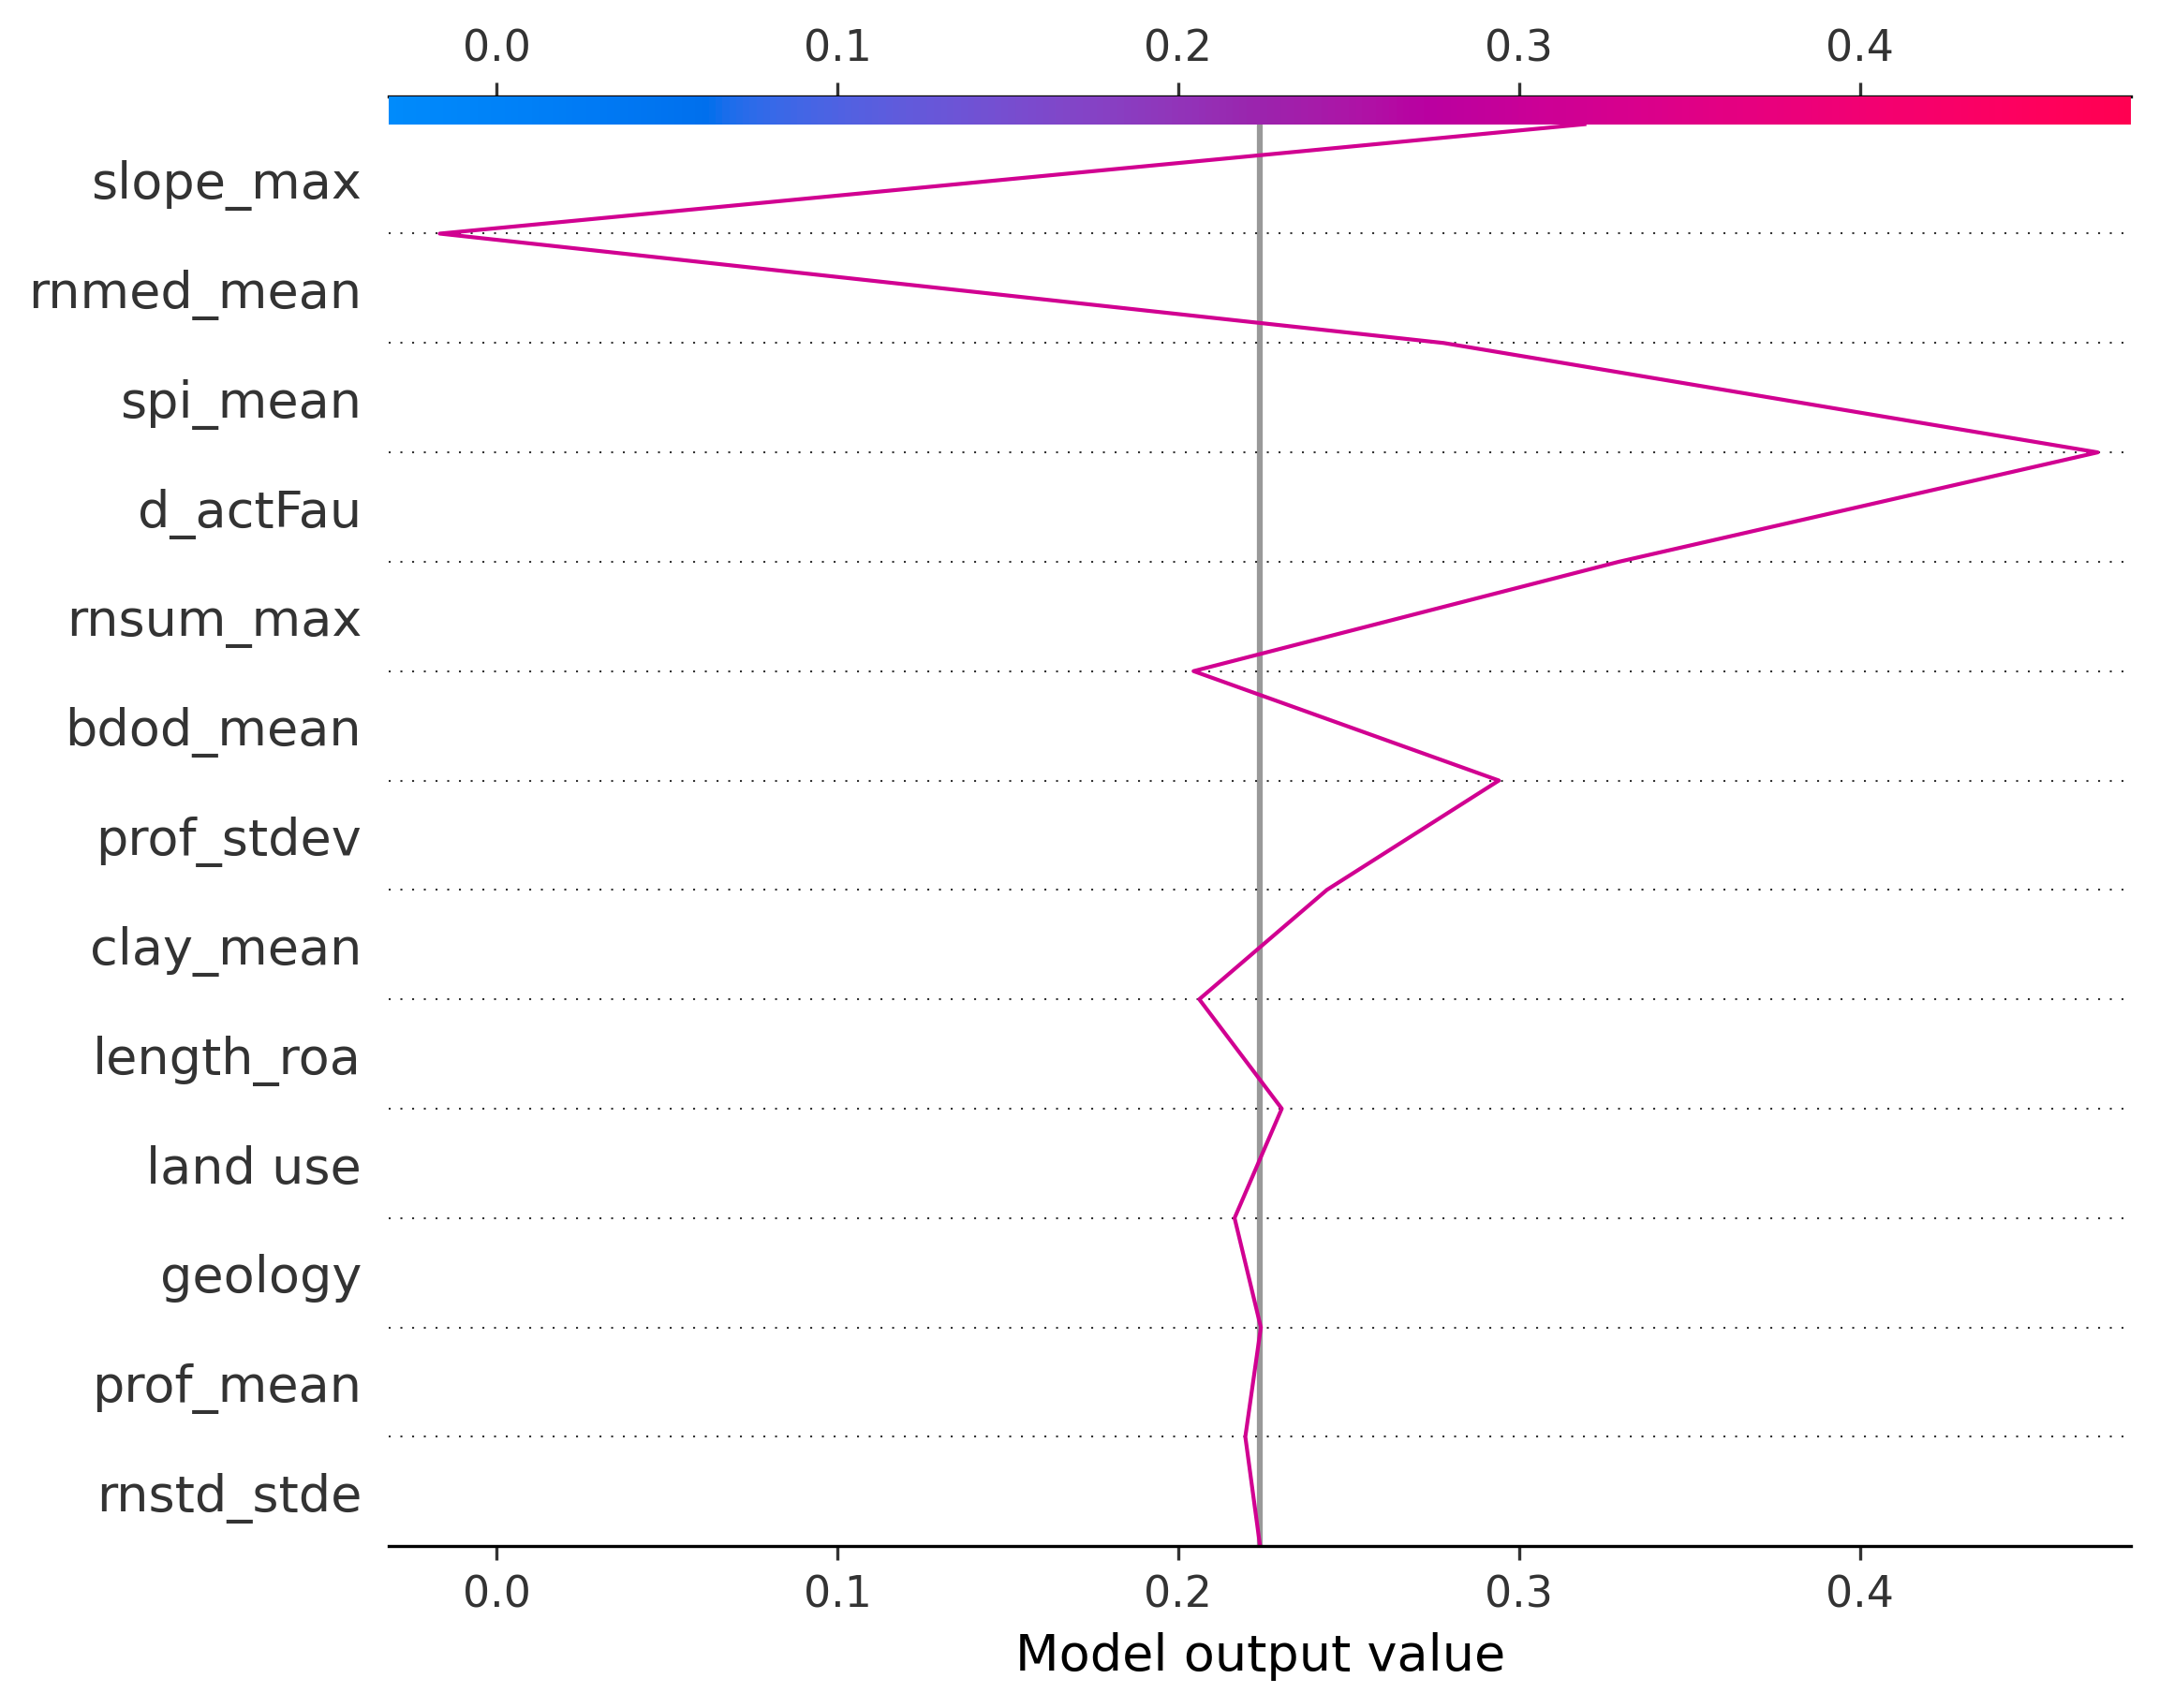 0.0 0.1 0.2 0.3 0.4
slope_max
rnmed_mean
spi_mean
d_actFau
rnsum_max
bdod_mean
prof_stdev
clay_mean
length_roa
land use
geology
prof_mean
rnstd_stde
0.0 0.1 0.2 0.3 0.4
Model output value